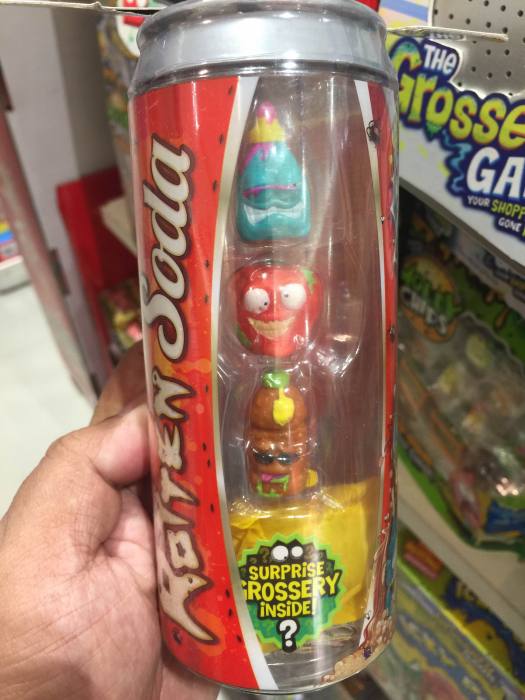 Rotten Soda
SURPRISE
GROSSERY
INSIDE!
?
THE
Grosse
GA
YOUR SHOPP
GONE